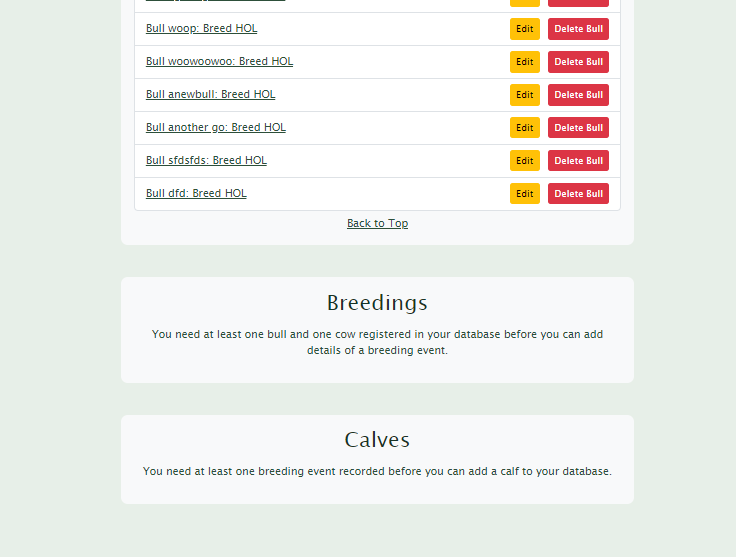 Bull woop: Breed HOL Edit Delete Bull
Bull woowoowoo: Breed HOL Edit Delete Bull
Bull anewbull: Breed HOL Edit Delete Bull
Bull another go: Breed HOL Edit Delete Bull
Bull sfdsfds: Breed HOL Edit Delete Bull
Bull dfd: Breed HOL Edit Delete Bull
Back to Top
Breedings
You need at least one bull and one cow registered in your database before you can add
details of a breeding event.
Calves
You need at least one breeding event recorded before you can add a calf to your database.